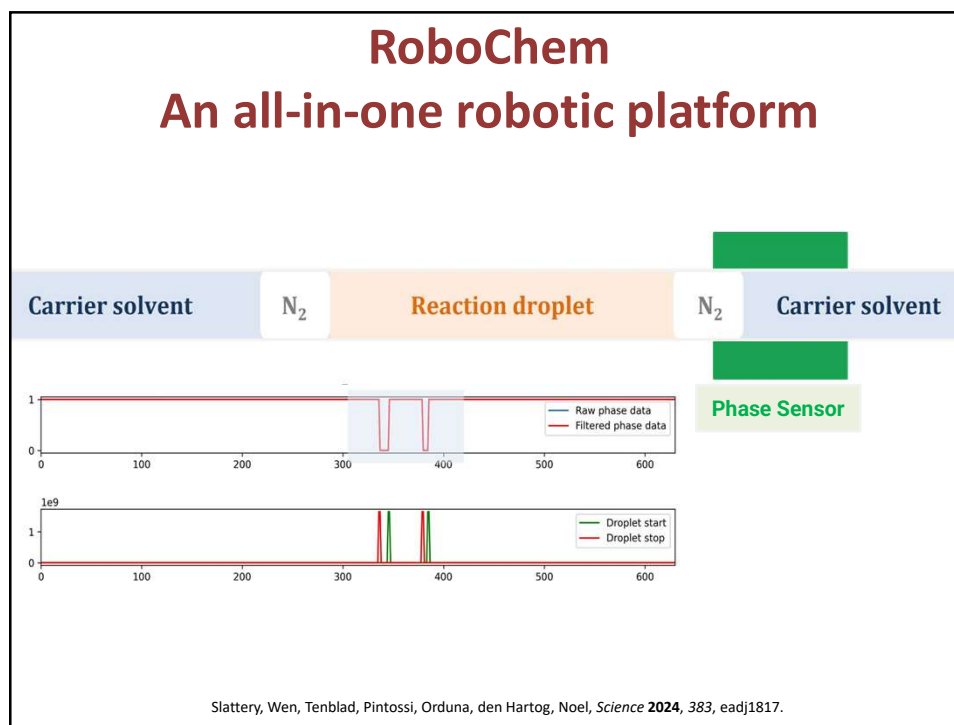 RoboChem
An all-in-one robotic platform
Carrier solvent
N₂
Reaction droplet
N₂
Carrier solvent
Phase Sensor
1
0
Raw phase data
Filtered phase data
0 100 200 300 400 500 600
1e9
1
0
Droplet start
Droplet stop
0 100 200 300 400 500 600
Slattery, Wen, Tenblad, Pintossi, Orduna, den Hartog, Noel, Science 2024, 383, eadj1817.